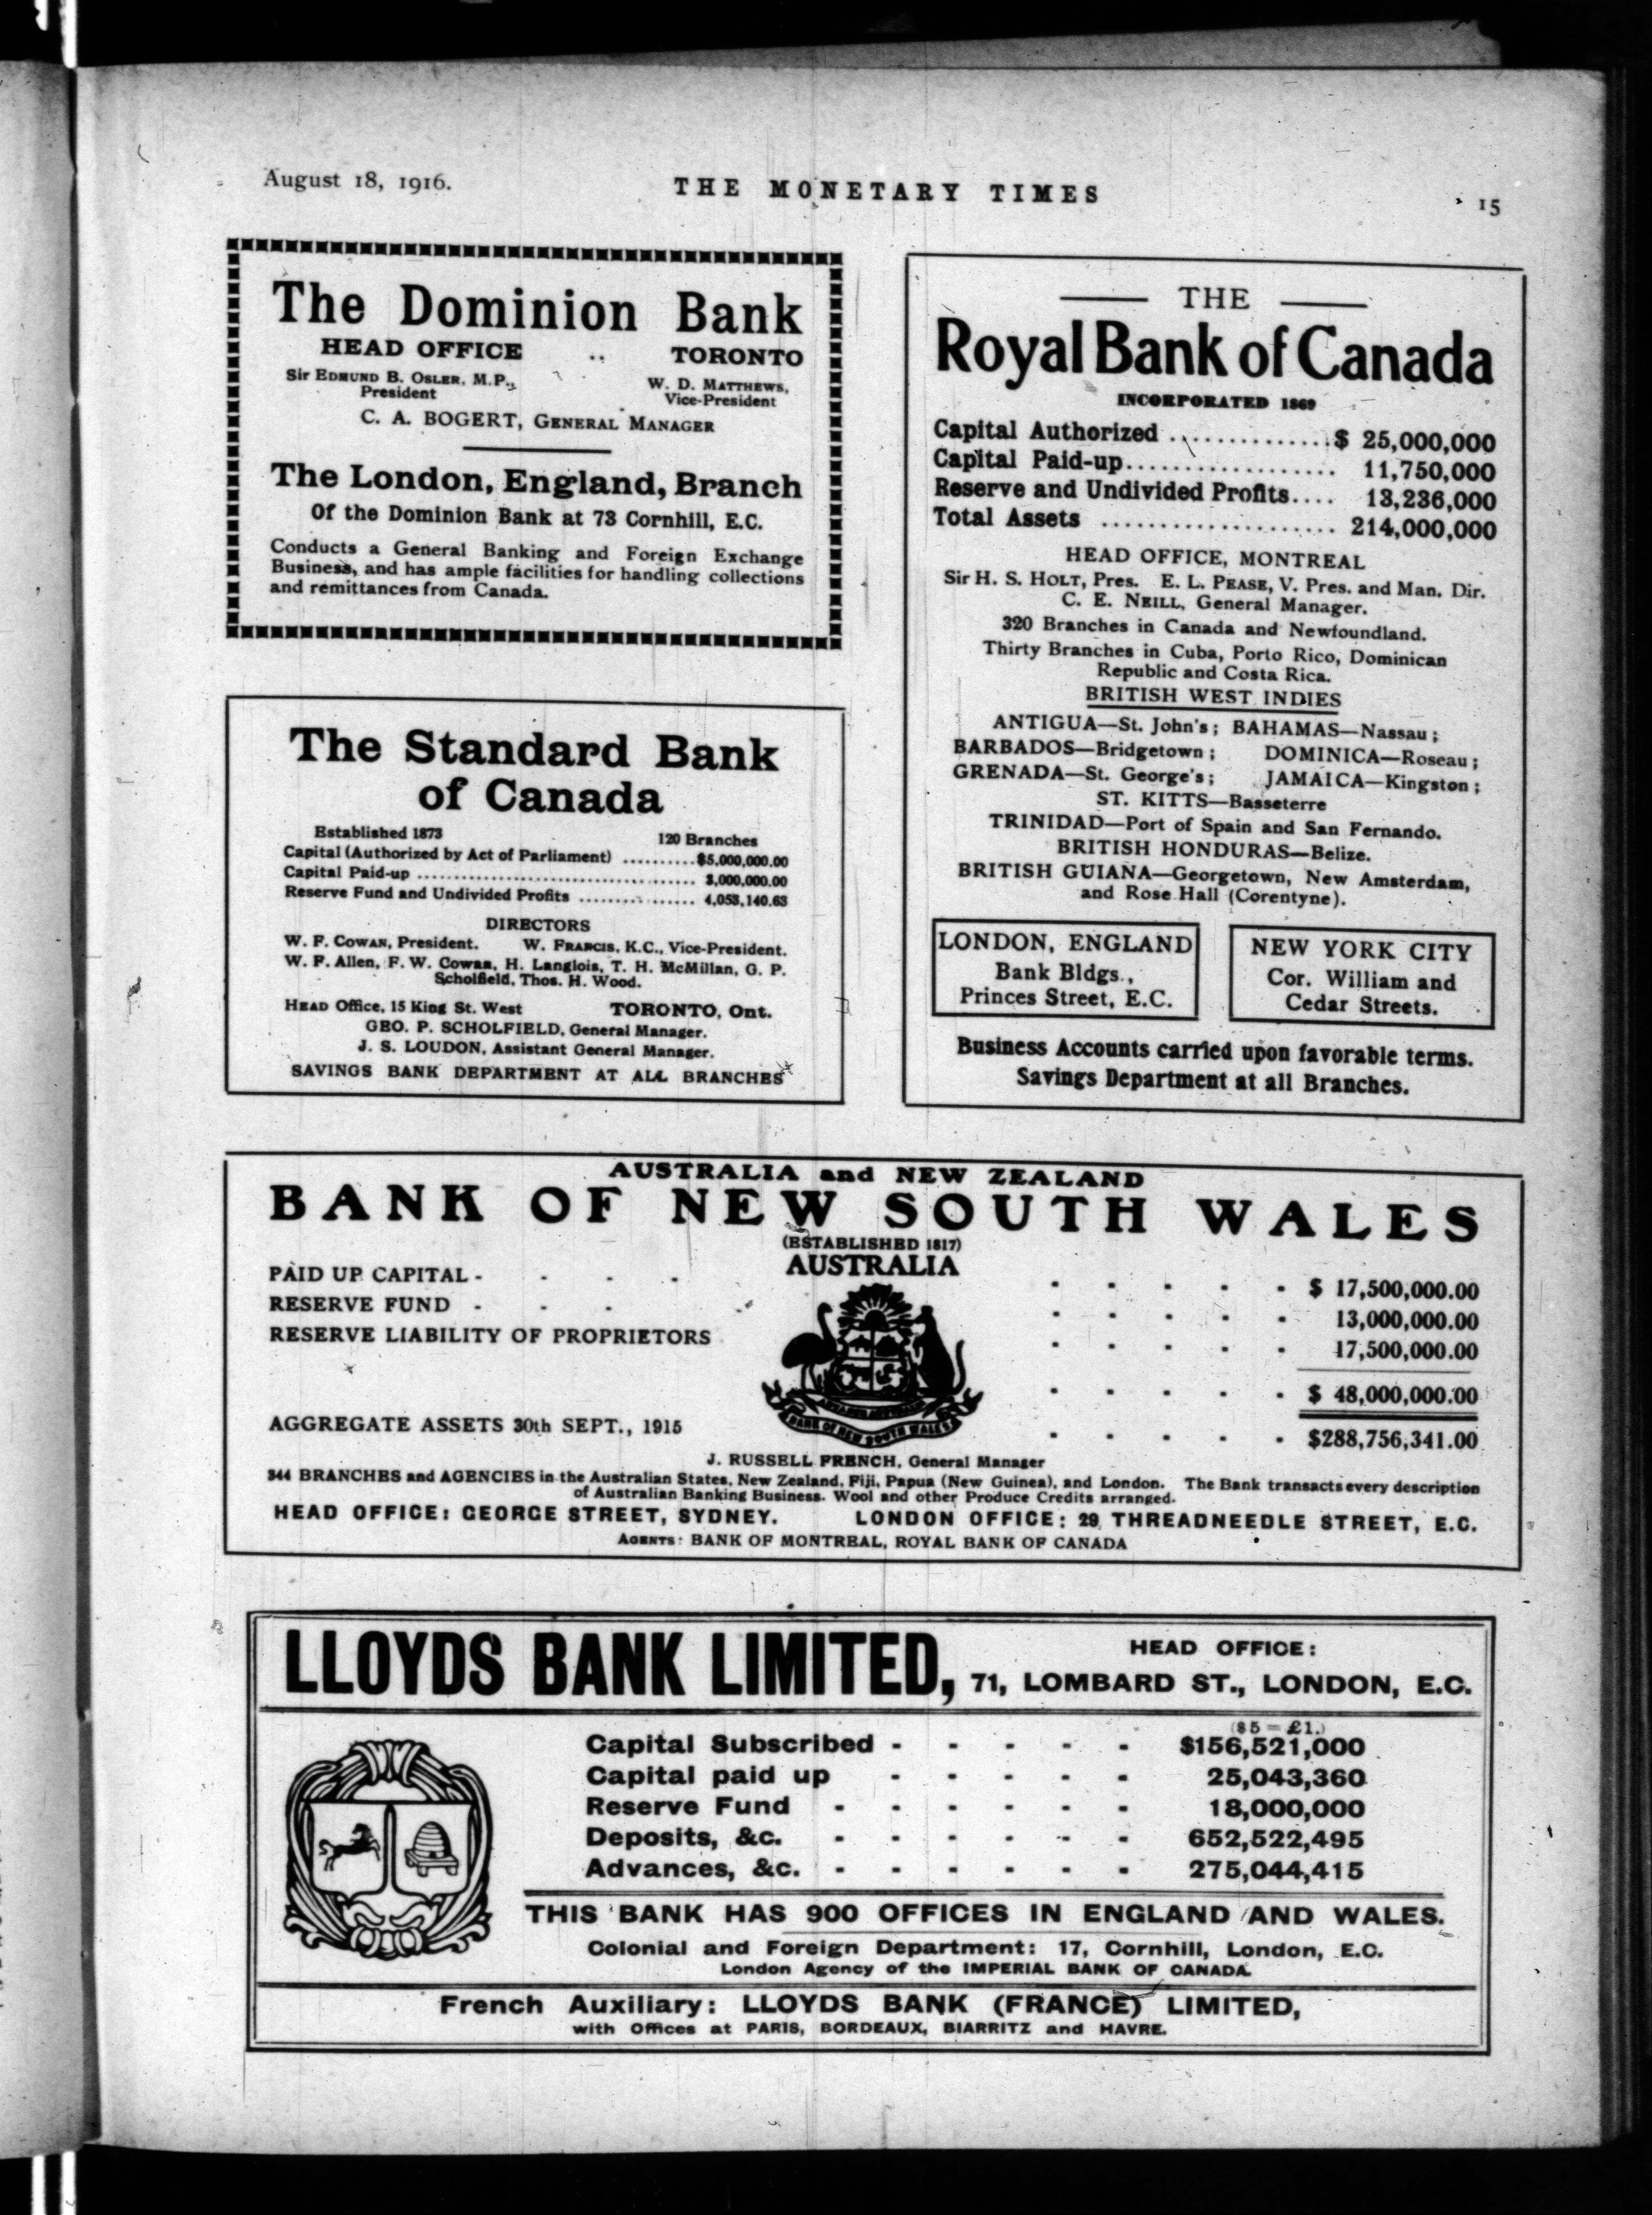 August 18, 1916.
THE MONETARY TIMES
15
The Dominion Bank
HEAD OFFICE .. TORONTO
Sir EDMUND B. OSLER, M.P., W. D. MATTHEWS,
President Vice-President
C. A. BOGERT, GENERAL MANAGER
The London, England, Branch
Of the Dominion Bank at 73 Cornhill, E.C.
Conducts a General Banking and Foreign Exchange
Business, and has ample facilities for handling collections
and remittances from Canada.
The Standard Bank
of Canada
Established 1873 120 Branches
Capital (Authorized by Act of Parliament) ..........$5,000,000.00
Capital Paid-up ....................................... 3,000,000.00
Reserve Fund and Undivided Profits ................ 4,053,140.63
DIRECTORS
W. F. COWAN, President. W. FRANCIS, K.C., Vice-President.
W. F. Allen, F. W. Cowan, H. Langlois, T. H. McMillan, G. P.
Scholfield, Thos. H. Wood.
HEAD Office, 15 King St. West TORONTO, Ont.
GEO. P. SCHOLFIELD, General Manager.
J. S. LOUDON, Assistant General Manager.
SAVINGS BANK DEPARTMENT AT ALL BRANCHES
THE
Royal Bank of Canada
INCORPORATED 1869
Capital Authorized ..............$ 25,000,000
Capital Paid-up.................. 11,750,000
Reserve and Undivided Profits.... 13,236,000
Total Assets .................... 214,000,000
HEAD OFFICE, MONTREAL
Sir H. S. HOLT, Pres. E. L. PEASE, V. Pres. and Man. Dir.
C. E. NEILL, General Manager.
320 Branches in Canada and Newfoundland.
Thirty Branches in Cuba, Porto Rico, Dominican
Republic and Costa Rica.
BRITISH WEST INDIES
ANTIGUA—St. John's; BAHAMAS—Nassau;
BARBADOS—Bridgetown; DOMINICA—Roseau;
GRENADA—St. George's; JAMAICA—Kingston;
ST. KITTS—Basseterre
TRINIDAD—Port of Spain and San Fernando.
BRITISH HONDURAS—Belize.
BRITISH GUIANA—Georgetown, New Amsterdam,
and Rose Hall (Corentyne).
LONDON, ENGLAND
Bank Bldgs.,
Princes Street, E.C.
NEW YORK CITY
Cor. William and
Cedar Streets.
Business Accounts carried upon favorable terms.
Savings Department at all Branches.
AUSTRALIA and NEW ZEALAND
BANK OF NEW SOUTH WALES
(ESTABLISHED 1817)
AUSTRALIA
PAID UP CAPITAL - - - - - - - - - $ 17,500,000.00
RESERVE FUND - - - - - - - - 13,000,000.00
RESERVE LIABILITY OF PROPRIETORS - - - - - 17,500,000.00
- - - - - $ 48,000,000.00
AGGREGATE ASSETS 30th SEPT., 1915 - - - - - $288,756,341.00
BANK OF NEW SOUTH WALES
J. RUSSELL FRENCH, General Manager
344 BRANCHES and AGENCIES in the Australian States, New Zealand, Fiji, Papua (New Guinea), and London. The Bank transacts every description
of Australian Banking Business. Wool and other Produce Credits arranged.
HEAD OFFICE: GEORGE STREET, SYDNEY. LONDON OFFICE: 29, THREADNEEDLE STREET, E.C.
AGENTS: BANK OF MONTREAL, ROYAL BANK OF CANADA
LLOYDS BANK LIMITED,
HEAD OFFICE:
71, LOMBARD ST., LONDON, E.C.
($5 = £1.)
Capital Subscribed - - - - - $156,521,000
Capital paid up - - - - - 25,043,360
Reserve Fund - - - - - - 18,000,000
Deposits, &c. - - - - - - 652,522,495
Advances, &c. - - - - - - 275,044,415
THIS BANK HAS 900 OFFICES IN ENGLAND AND WALES.
Colonial and Foreign Department: 17, Cornhill, London, E.C.
London Agency of the IMPERIAL BANK OF CANADA
French Auxiliary: LLOYDS BANK (FRANCE) LIMITED,
with Offices at PARIS, BORDEAUX, BIARRITZ and HAVRE.